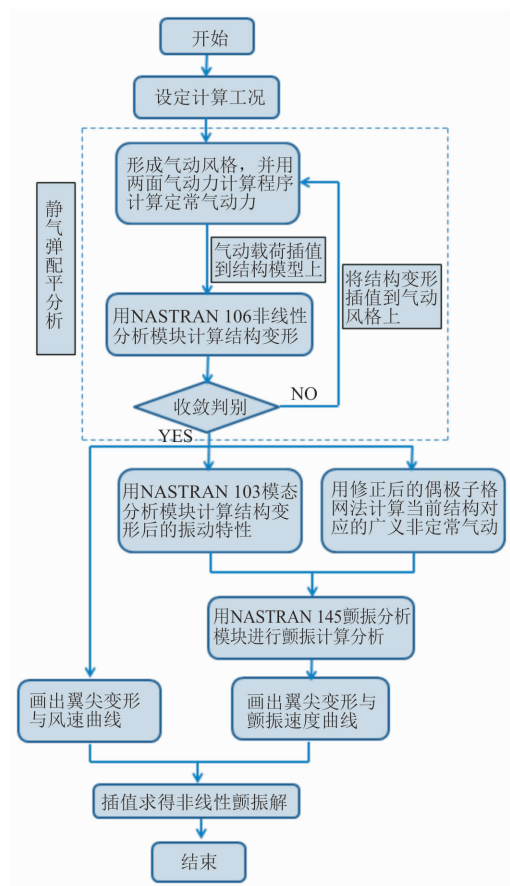 开始
设定计算工况
形成气动风格，并用
两面气动力计算程序
计算定常气动力
静
气
弹
配
平
分
析
气动载荷插值
到结构模型上
将结构变形
插值到气动
风格上
用NASTRAN 106非线性
分析模块计算结构变形
收敛判别
NO
YES
用NASTRAN 103模态
分析模块计算结构变
形后的振动特性
用修正后的偶极子格
网法计算当前结构对
应的广义非定常气动
用NASTRAN 145颤振分析
模块进行颤振计算分析
画出翼尖变形
与风速曲线
画出翼尖变形与
颤振速度曲线
插值求得非线性颤振解
结束